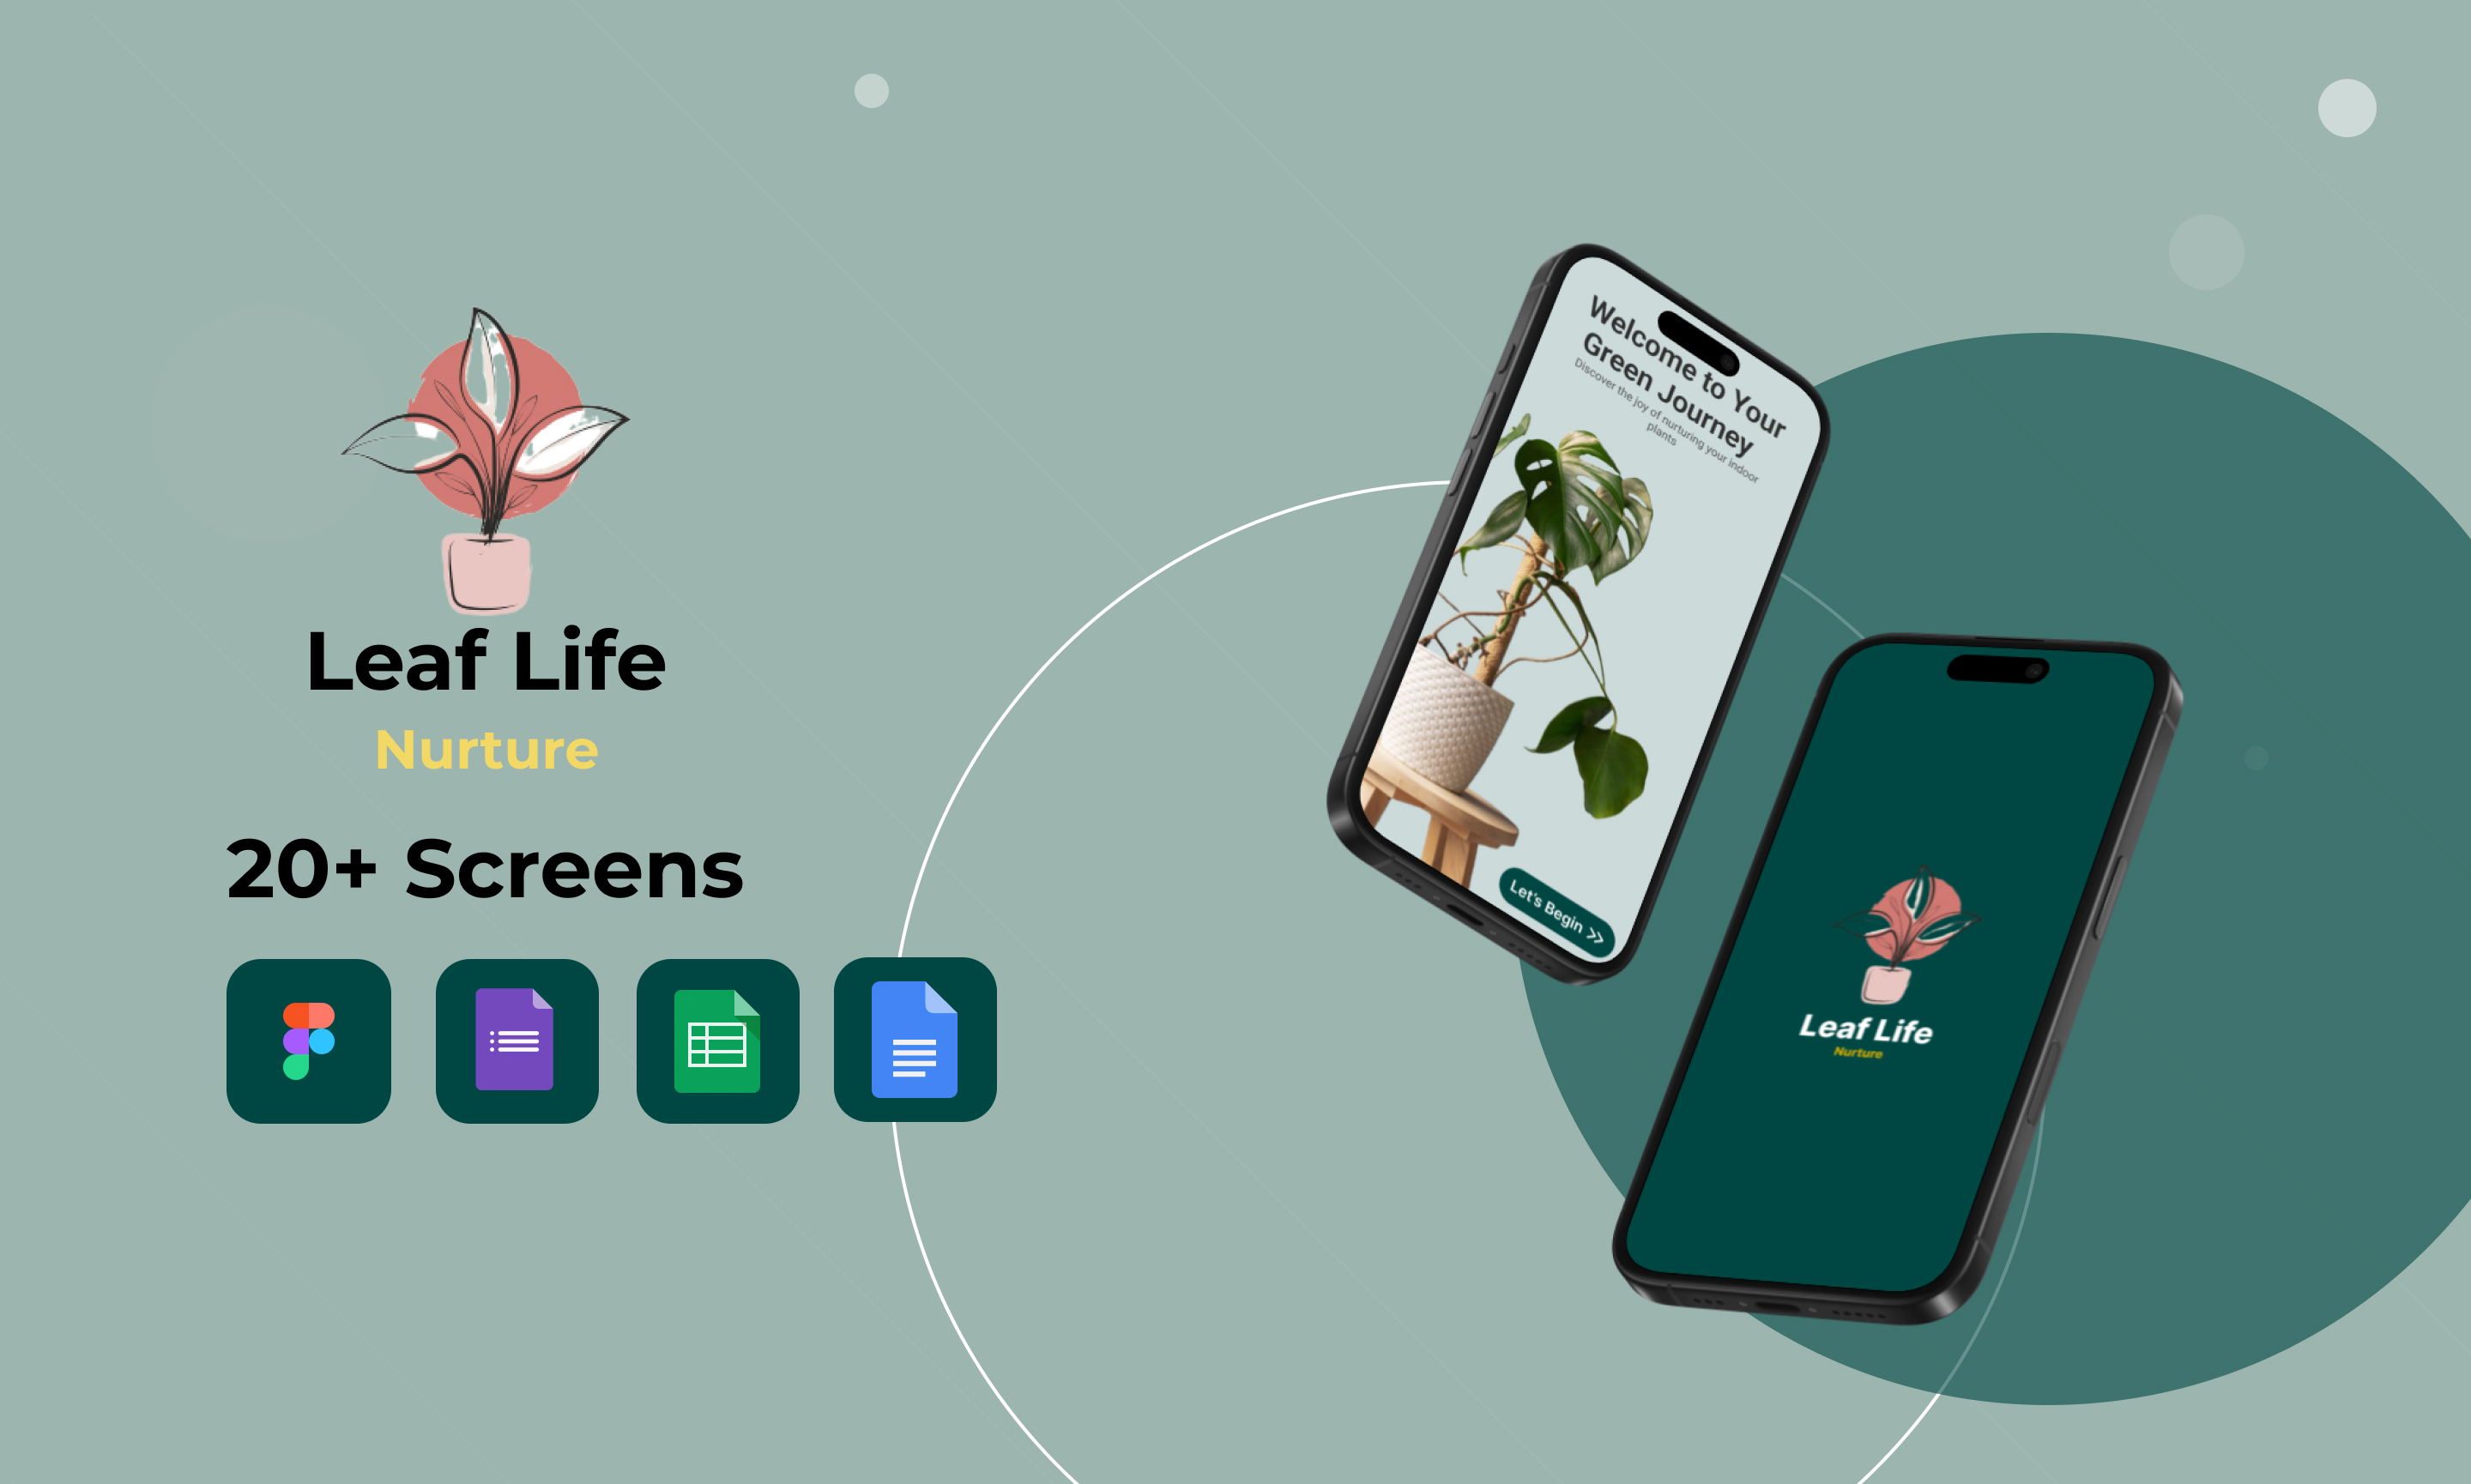 Leaf Life
Nurture
20+ Screens
Welcome to Your
Green Journey
Discover the joy of nurturing your indoor
plants
Let's Begin
Leaf Life
Nurture